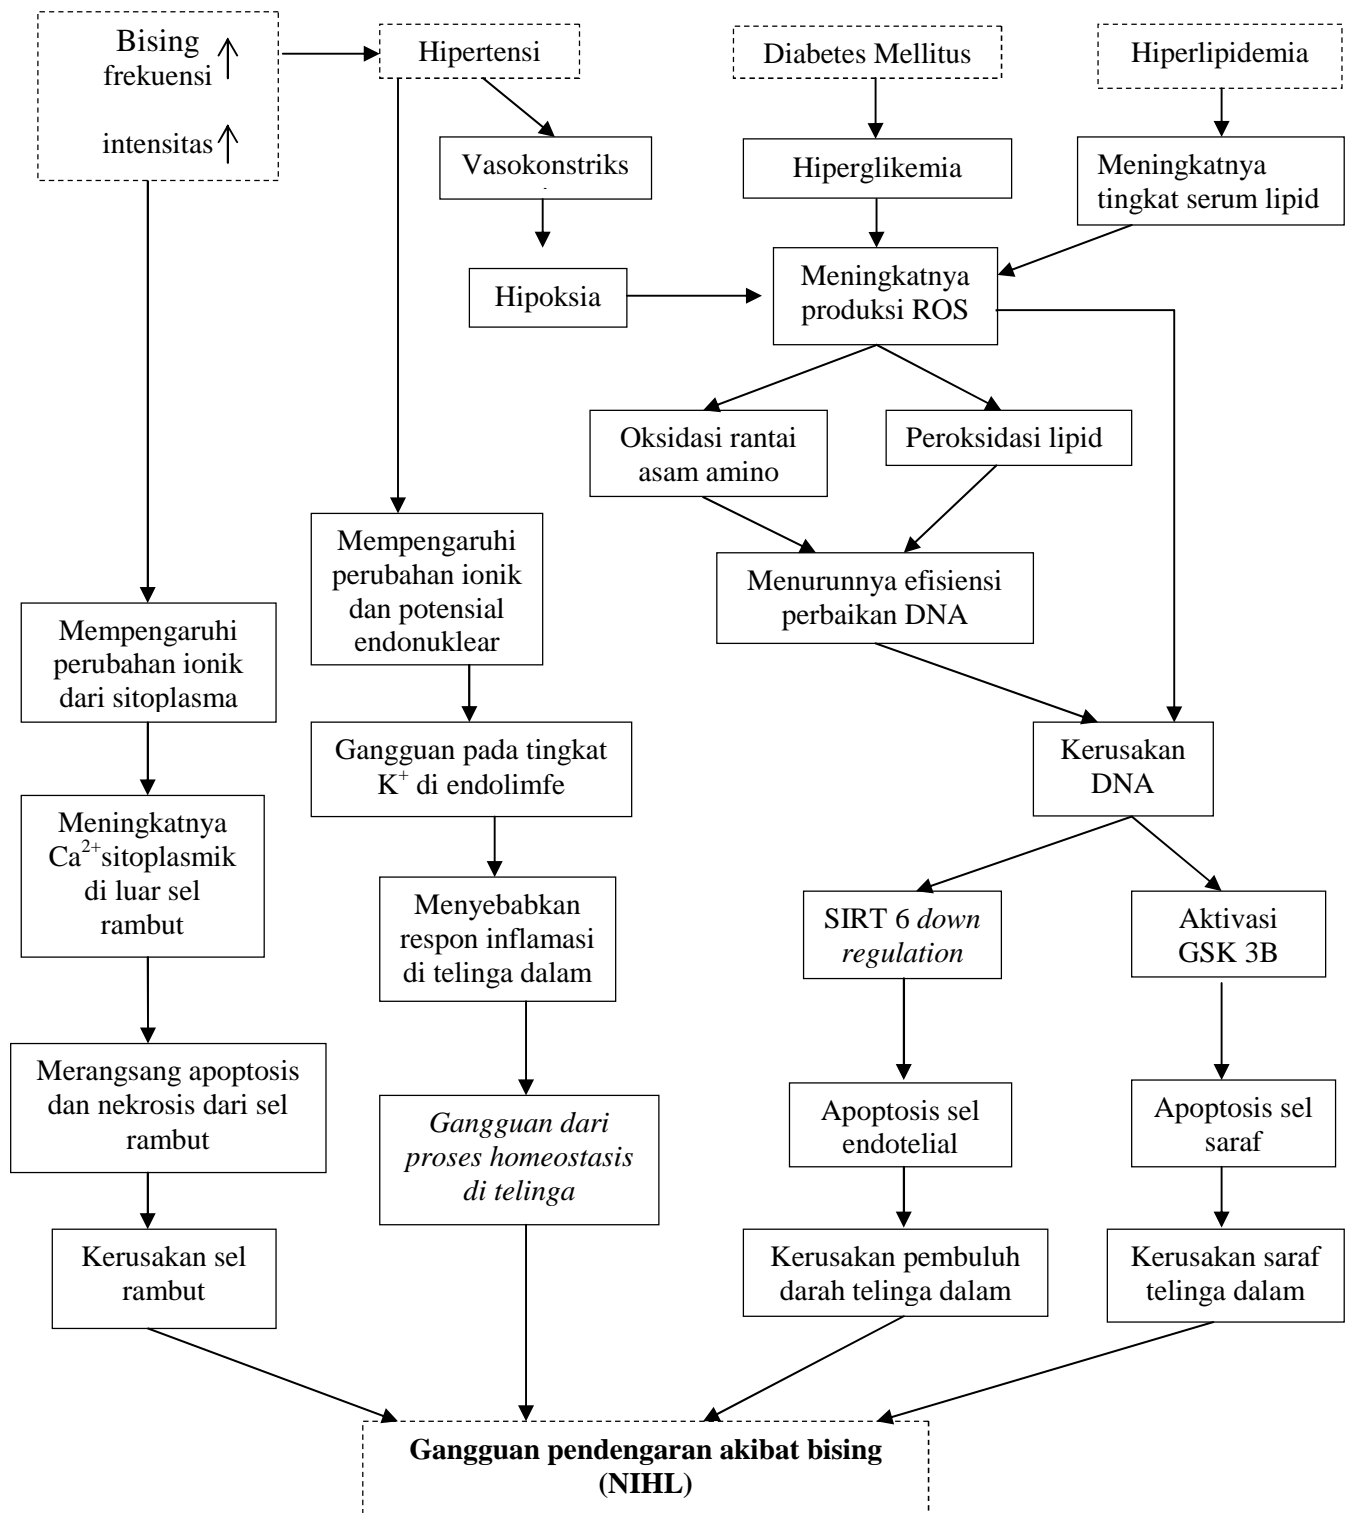 Bising
frekuensi
intensitas
Hipertensi
Diabetes Mellitus
Hiperlipidemia
Vasokonstriks
Hiperglikemia
Meningkatnya
tingkat serum lipid
Hipoksia
Meningkatnya
produksi ROS
Oksidasi rantai
asam amino
Peroksidasi lipid
Mempengaruhi
perubahan ionik
dan potensial
endonuklear
Menurunnya efisiensi
perbaikan DNA
Mempengaruhi
perubahan ionik
dari sitoplasma
Gangguan pada tingkat
K⁺ di endolimfe
Kerusakan
DNA
Meningkatnya
Ca²⁺sitoplasmik
di luar sel
rambut
Menyebabkan
respon inflamasi
di telinga dalam
SIRT 6 down
regulation
Aktivasi
GSK 3B
Merangsang apoptosis
dan nekrosis dari sel
rambut
Gangguan dari
proses homeostasis
di telinga
Apoptosis sel
endotelial
Apoptosis sel
saraf
Kerusakan sel
rambut
Kerusakan pembuluh
darah telinga dalam
Kerusakan saraf
telinga dalam
Gangguan pendengaran akibat bising
(NIHL)